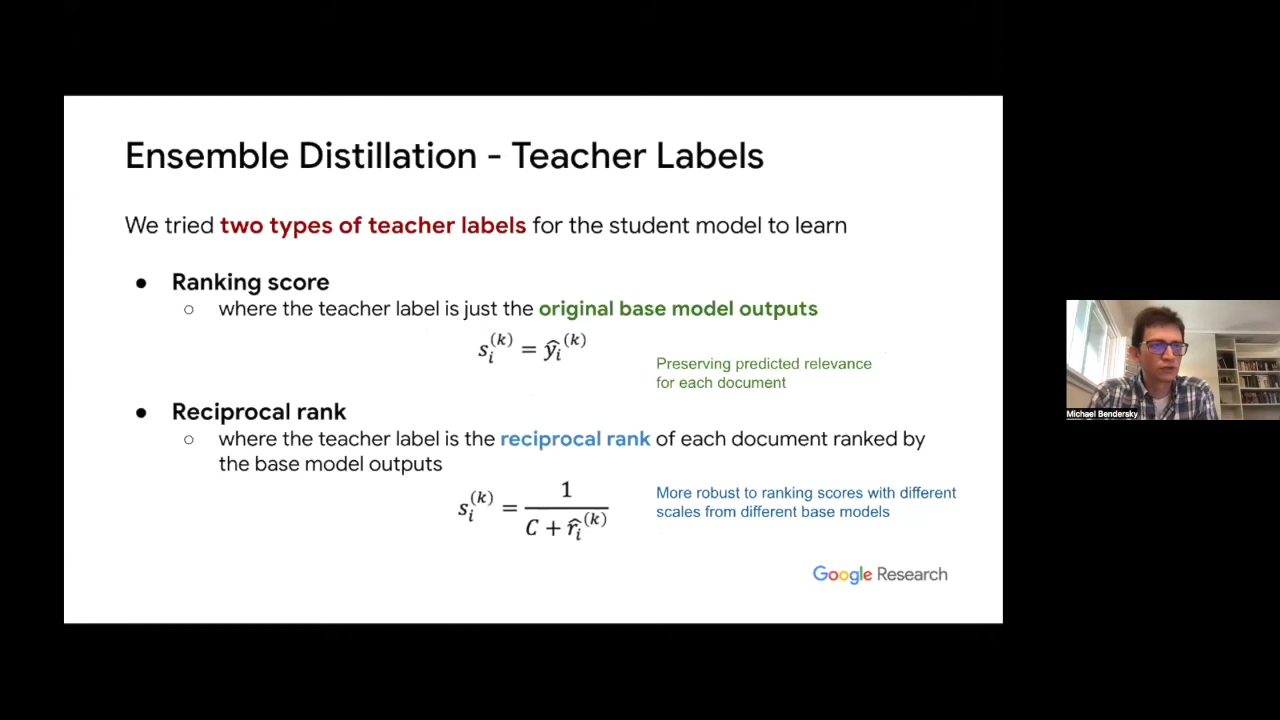 Ensemble Distillation - Teacher Labels
We tried two types of teacher labels for the student model to learn
● Ranking score
○ where the teacher label is just the original base model outputs
s_i^(k) = ŷ_i^(k)
Preserving predicted relevance
for each document
● Reciprocal rank
○ where the teacher label is the reciprocal rank of each document ranked by
the base model outputs
s_i^(k) = 1 / (C + r̂_i^(k))
More robust to ranking scores with different
scales from different base models
Google Research
Michael Bendersky